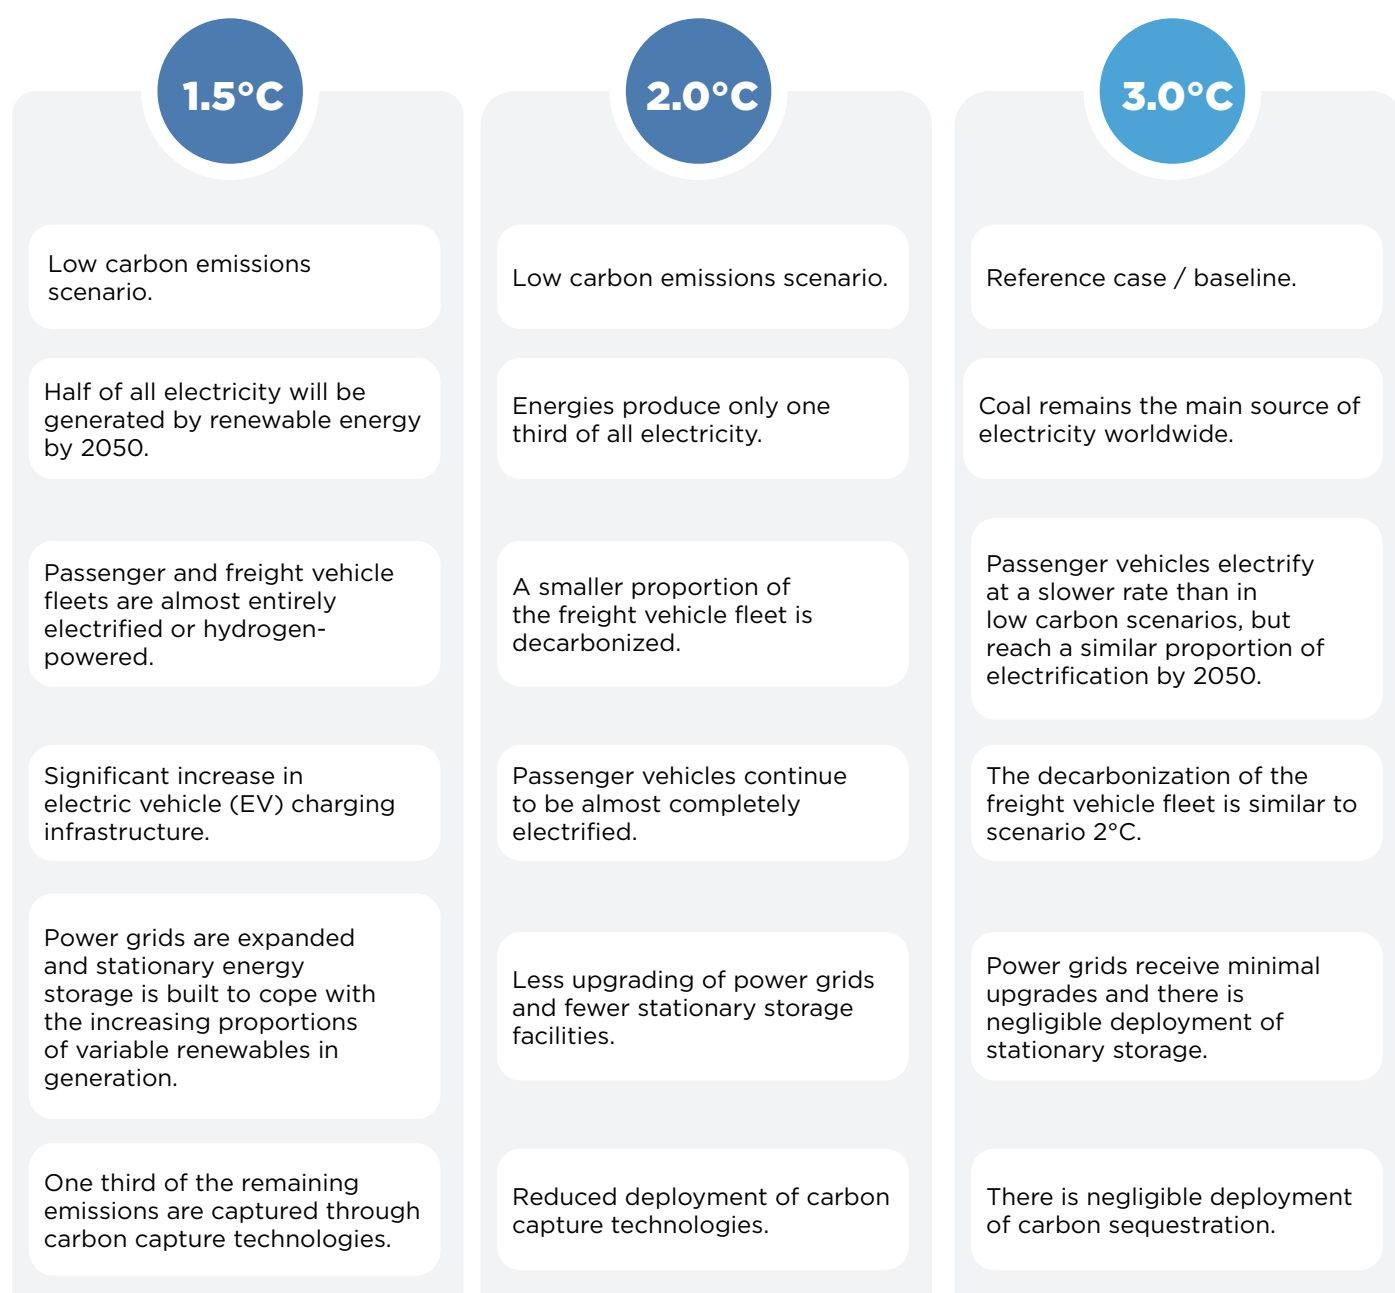 1.5°C
Low carbon emissions
scenario.
Half of all electricity will be
generated by renewable energy
by 2050.
Passenger and freight vehicle
fleets are almost entirely
electrified or hydrogen-
powered.
Significant increase in
electric vehicle (EV) charging
infrastructure.
Power grids are expanded
and stationary energy
storage is built to cope with
the increasing proportions
of variable renewables in
generation.
One third of the remaining
emissions are captured through
carbon capture technologies.
2.0°C
Low carbon emissions scenario.
Energies produce only one
third of all electricity.
A smaller proportion of
the freight vehicle fleet is
decarbonized.
Passenger vehicles continue
to be almost completely
electrified.
Less upgrading of power grids
and fewer stationary storage
facilities.
Reduced deployment of carbon
capture technologies.
3.0°C
Reference case / baseline.
Coal remains the main source of
electricity worldwide.
Passenger vehicles electrify
at a slower rate than in
low carbon scenarios, but
reach a similar proportion of
electrification by 2050.
The decarbonization of the
freight vehicle fleet is similar to
scenario 2°C.
Power grids receive minimal
upgrades and there is
negligible deployment of
stationary storage.
There is negligible deployment
of carbon sequestration.